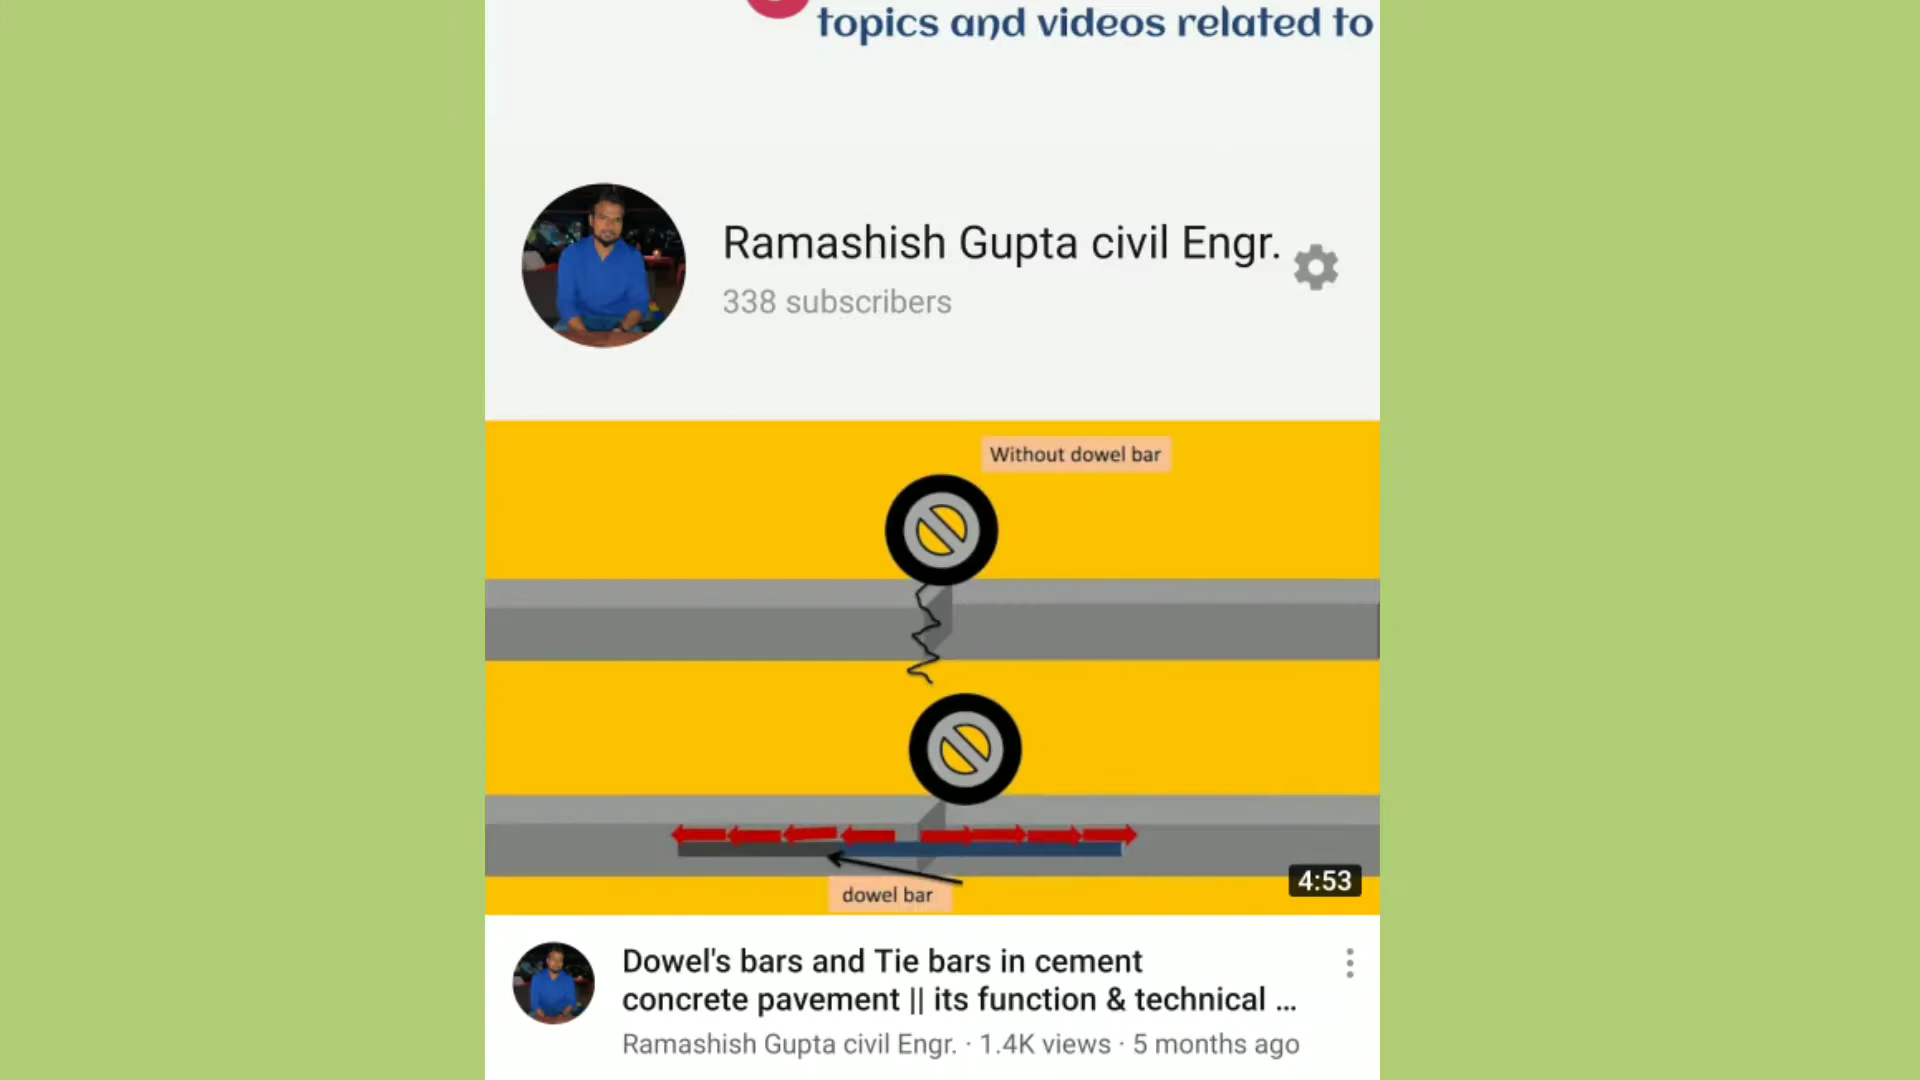 topics and videos related to
Ramashish Gupta civil Engr.
338 subscribers
Without dowel bar
dowel bar
4:53
Dowel's bars and Tie bars in cement
concrete pavement || its function & technical ...
Ramashish Gupta civil Engr. · 1.4K views · 5 months ago